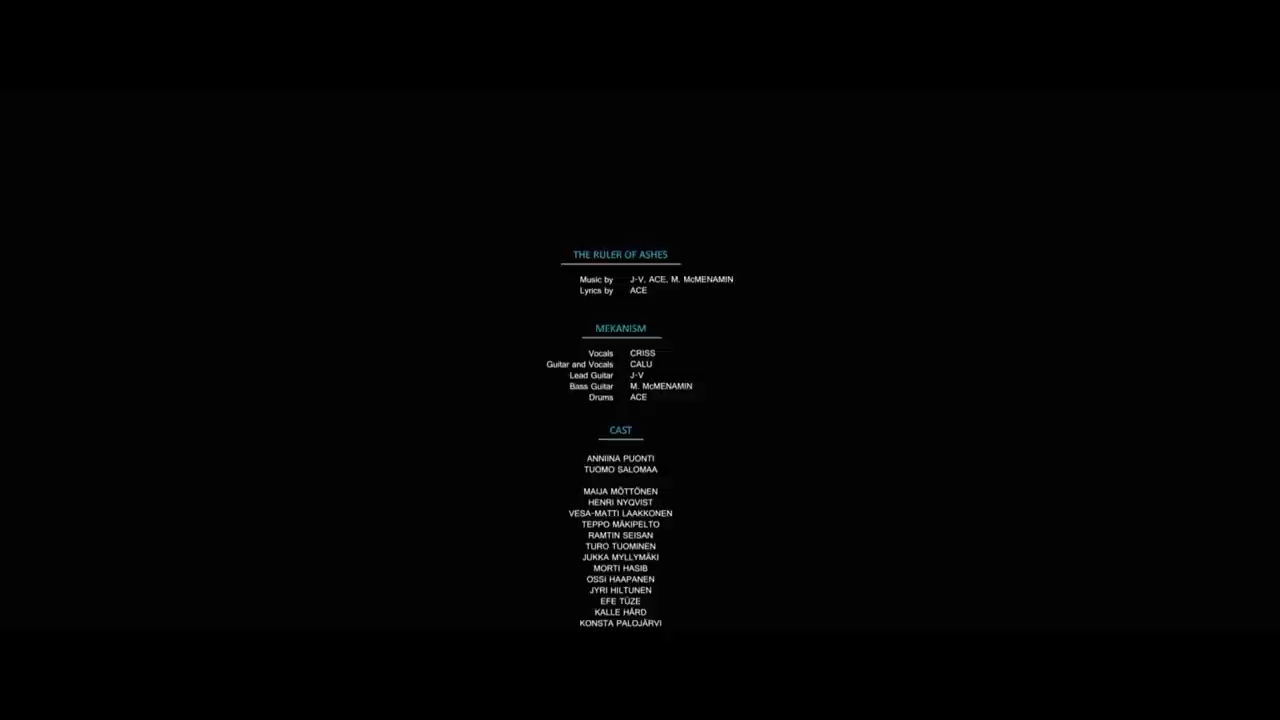 THE RULER OF ASHES
Music by J-V, ACE, M. McMENAMIN
Lyrics by ACE
MEKANISM
Vocals CRISS
Guitar and Vocals CALU
Lead Guitar J-V
Bass Guitar M. McMENAMIN
Drums ACE
CAST
ANNIINA PUONTI
TUOMO SALOMAA
MAIJA MÖTTÖNEN
HENRI NYQVIST
VESA-MATTI LAAKKONEN
TEPPO MÄKIPELTO
RAMTIN SEISAN
TURO TUOMINEN
JUKKA MYLLYMÄKI
MORTI HASIB
OSSI HAAPANEN
JYRI HILTUNEN
EFE TÜZE
KALLE HÅRD
KONSTA PALOJÄRVI